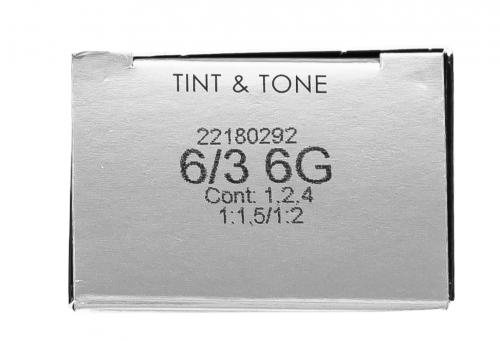 TINT & TONE
22180292
6/3 6G
Cont: 1,2,4
1:1,5/1:2